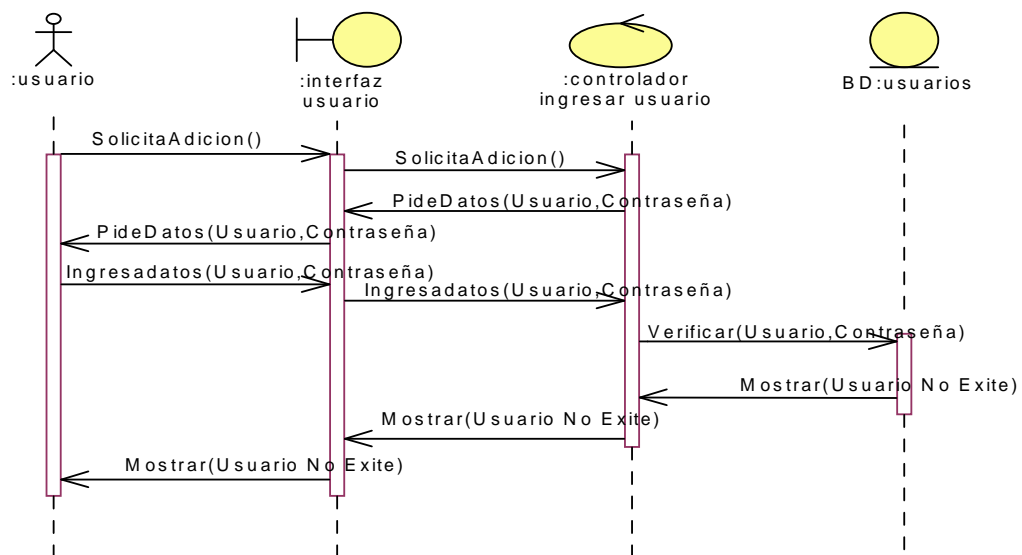 :usuario
:interfaz
usuario
:controlador
ingresar usuario
BD:usuarios
SolicitaAdicion()
SolicitaAdicion()
PideDatos(Usuario,Contraseña)
PideDatos(Usuario,Contraseña)
Ingresadatos(Usuario,Contraseña)
Ingresadatos(Usuario,Contraseña)
Verificar(Usuario,Contraseña)
Mostrar(Usuario No Exite)
Mostrar(Usuario No Exite)
Mostrar(Usuario No Exite)